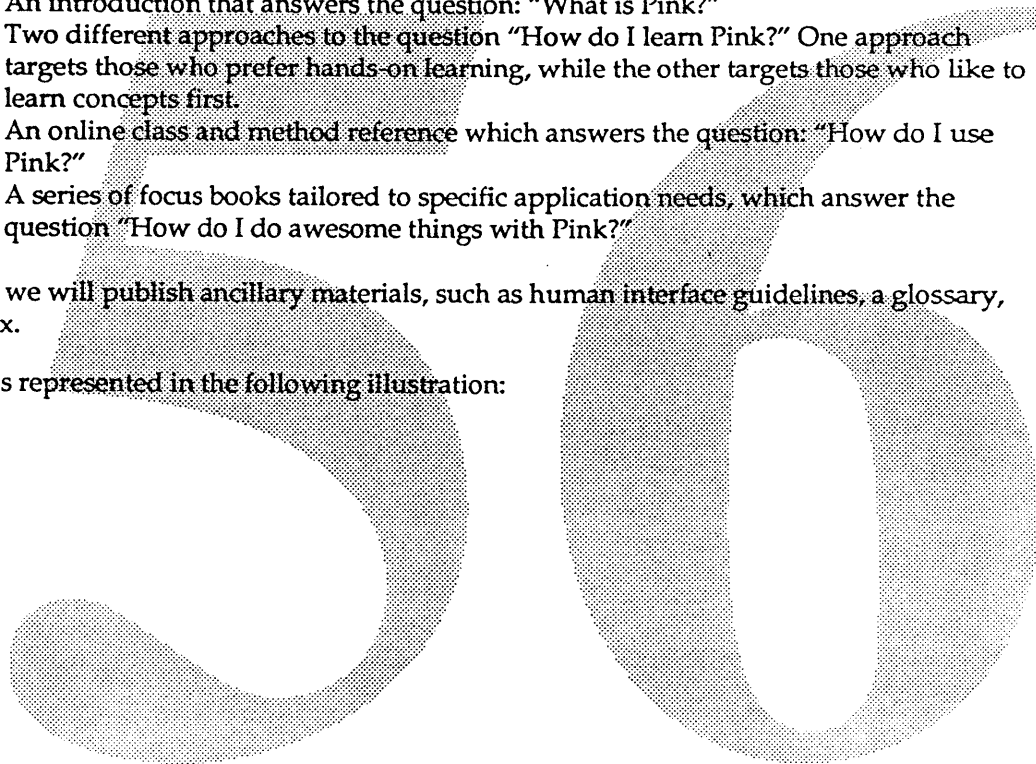 An introduction that answers the question: "What is Pink?"
Two different approaches to the question "How do I learn Pink?" One approach
targets those who prefer hands-on learning, while the other targets those who like to
learn concepts first.
An online class and method reference which answers the question: "How do I use
Pink?"
A series of focus books tailored to specific application needs, which answer the
question "How do I do awesome things with Pink?"
we will publish ancillary materials, such as human interface guidelines, a glossary,
x.
s represented in the following illustration:
56